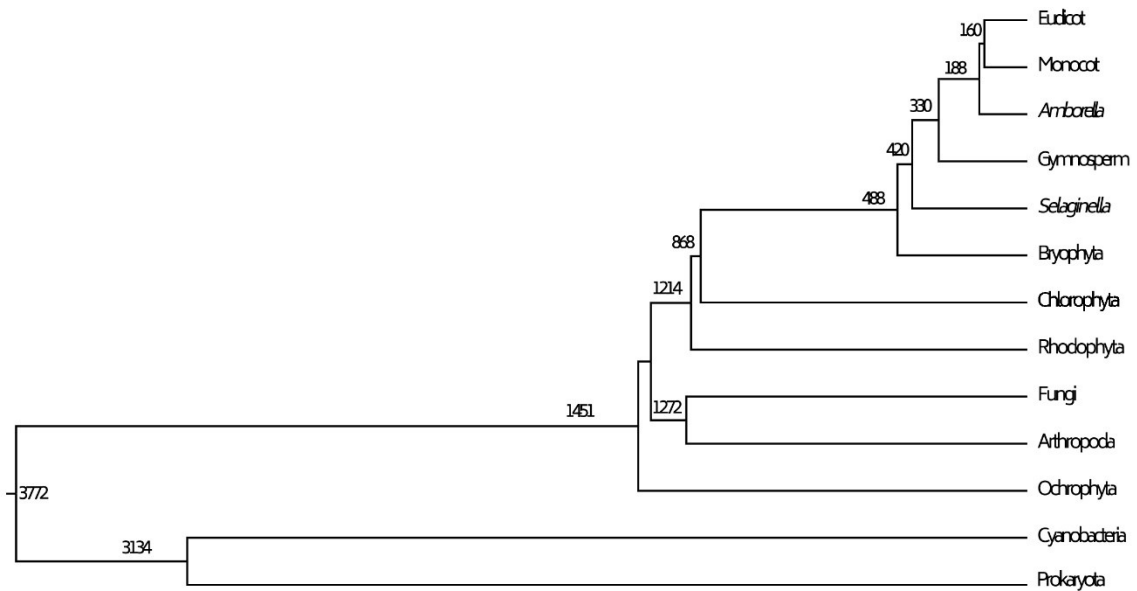 Eudicot
160
Monocot
188
Amborella
330
420
Gymnosperm
488
Selaginella
868
Bryophyta
1214
Chlorophyta
Rhodophyta
Fungi
1451
1272
Arthropoda
3772
Ochrophyta
Cyanobacteria
3134
Prokaryota